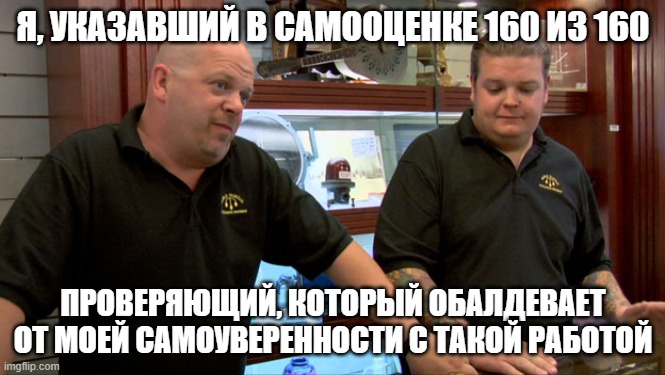 Я, УКАЗАВШИЙ В САМООЦЕНКЕ 160 ИЗ 160
ПРОВЕРЯЮЩИЙ, КОТОРЫЙ ОБАЛДЕВАЕТ
ОТ МОЕЙ САМОУВЕРЕННОСТИ С ТАКОЙ РАБОТОЙ
imgflip.com